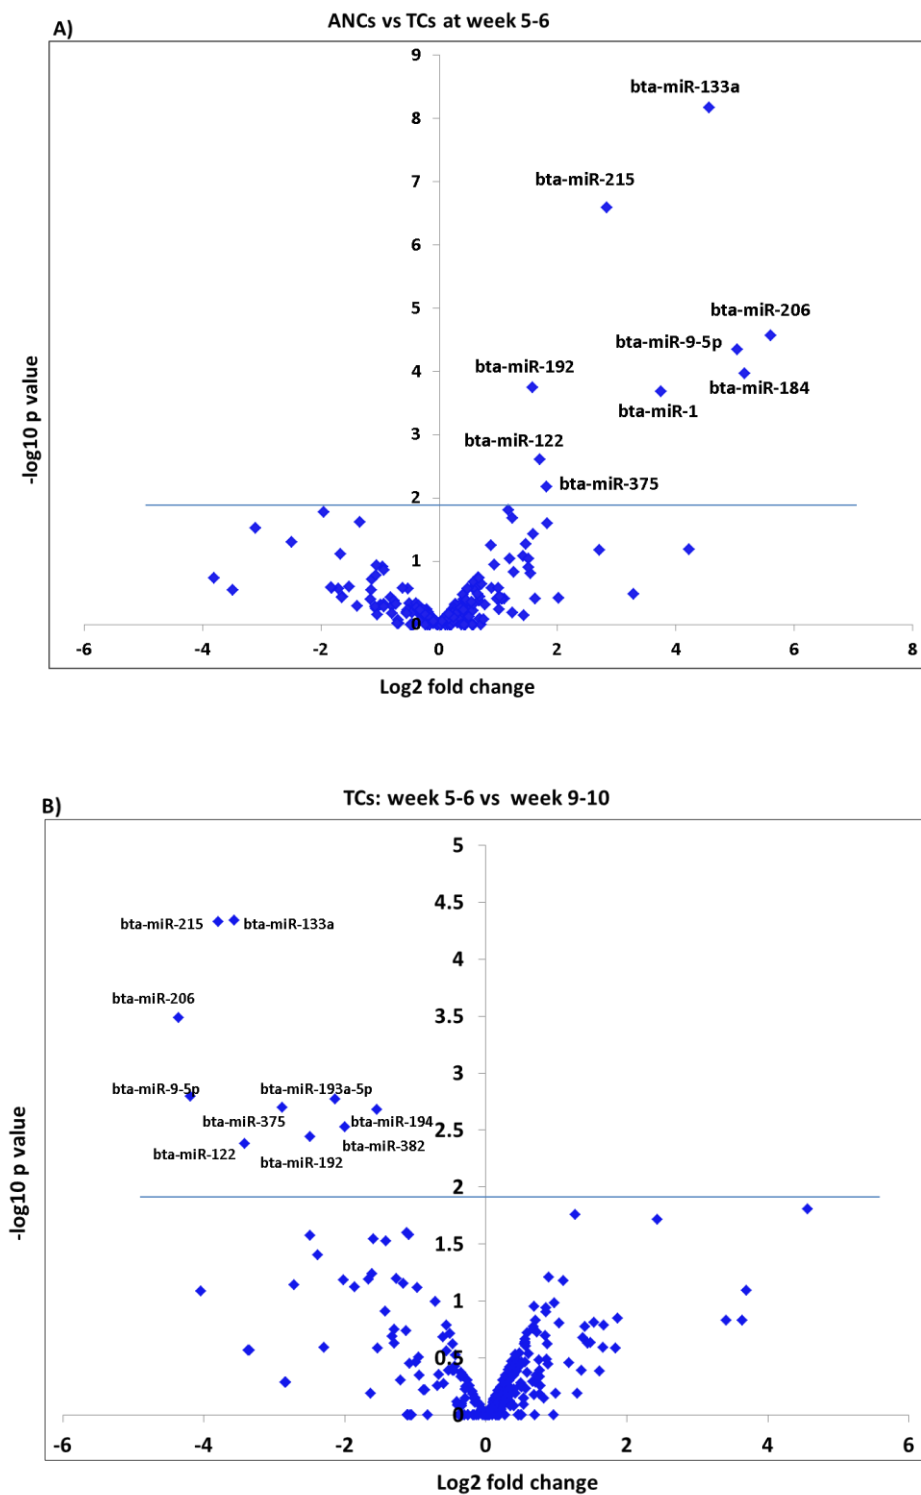 A)
ANCs vs TCs at week 5-6
9
bta-miR-133a
8
bta-miR-215
7
6
5
bta-miR-206
bta-miR-9-5p
4
bta-miR-192
bta-miR-184
bta-miR-1
3
bta-miR-122
bta-miR-375
2
1
0
-6 -4 -2 0 2 4 6 8
-log10 p value
Log2 fold change
B)
TCs: week 5-6 vs week 9-10
5
4.5
bta-miR-215
bta-miR-133a
4
bta-miR-206
3.5
3
bta-miR-9-5p
bta-miR-193a-5p
bta-miR-375
bta-miR-194
2.5
bta-miR-382
bta-miR-122
bta-miR-192
2
1.5
1
0.5
0
-6 -4 -2 0 2 4 6
-log10 p value
Log2 fold change